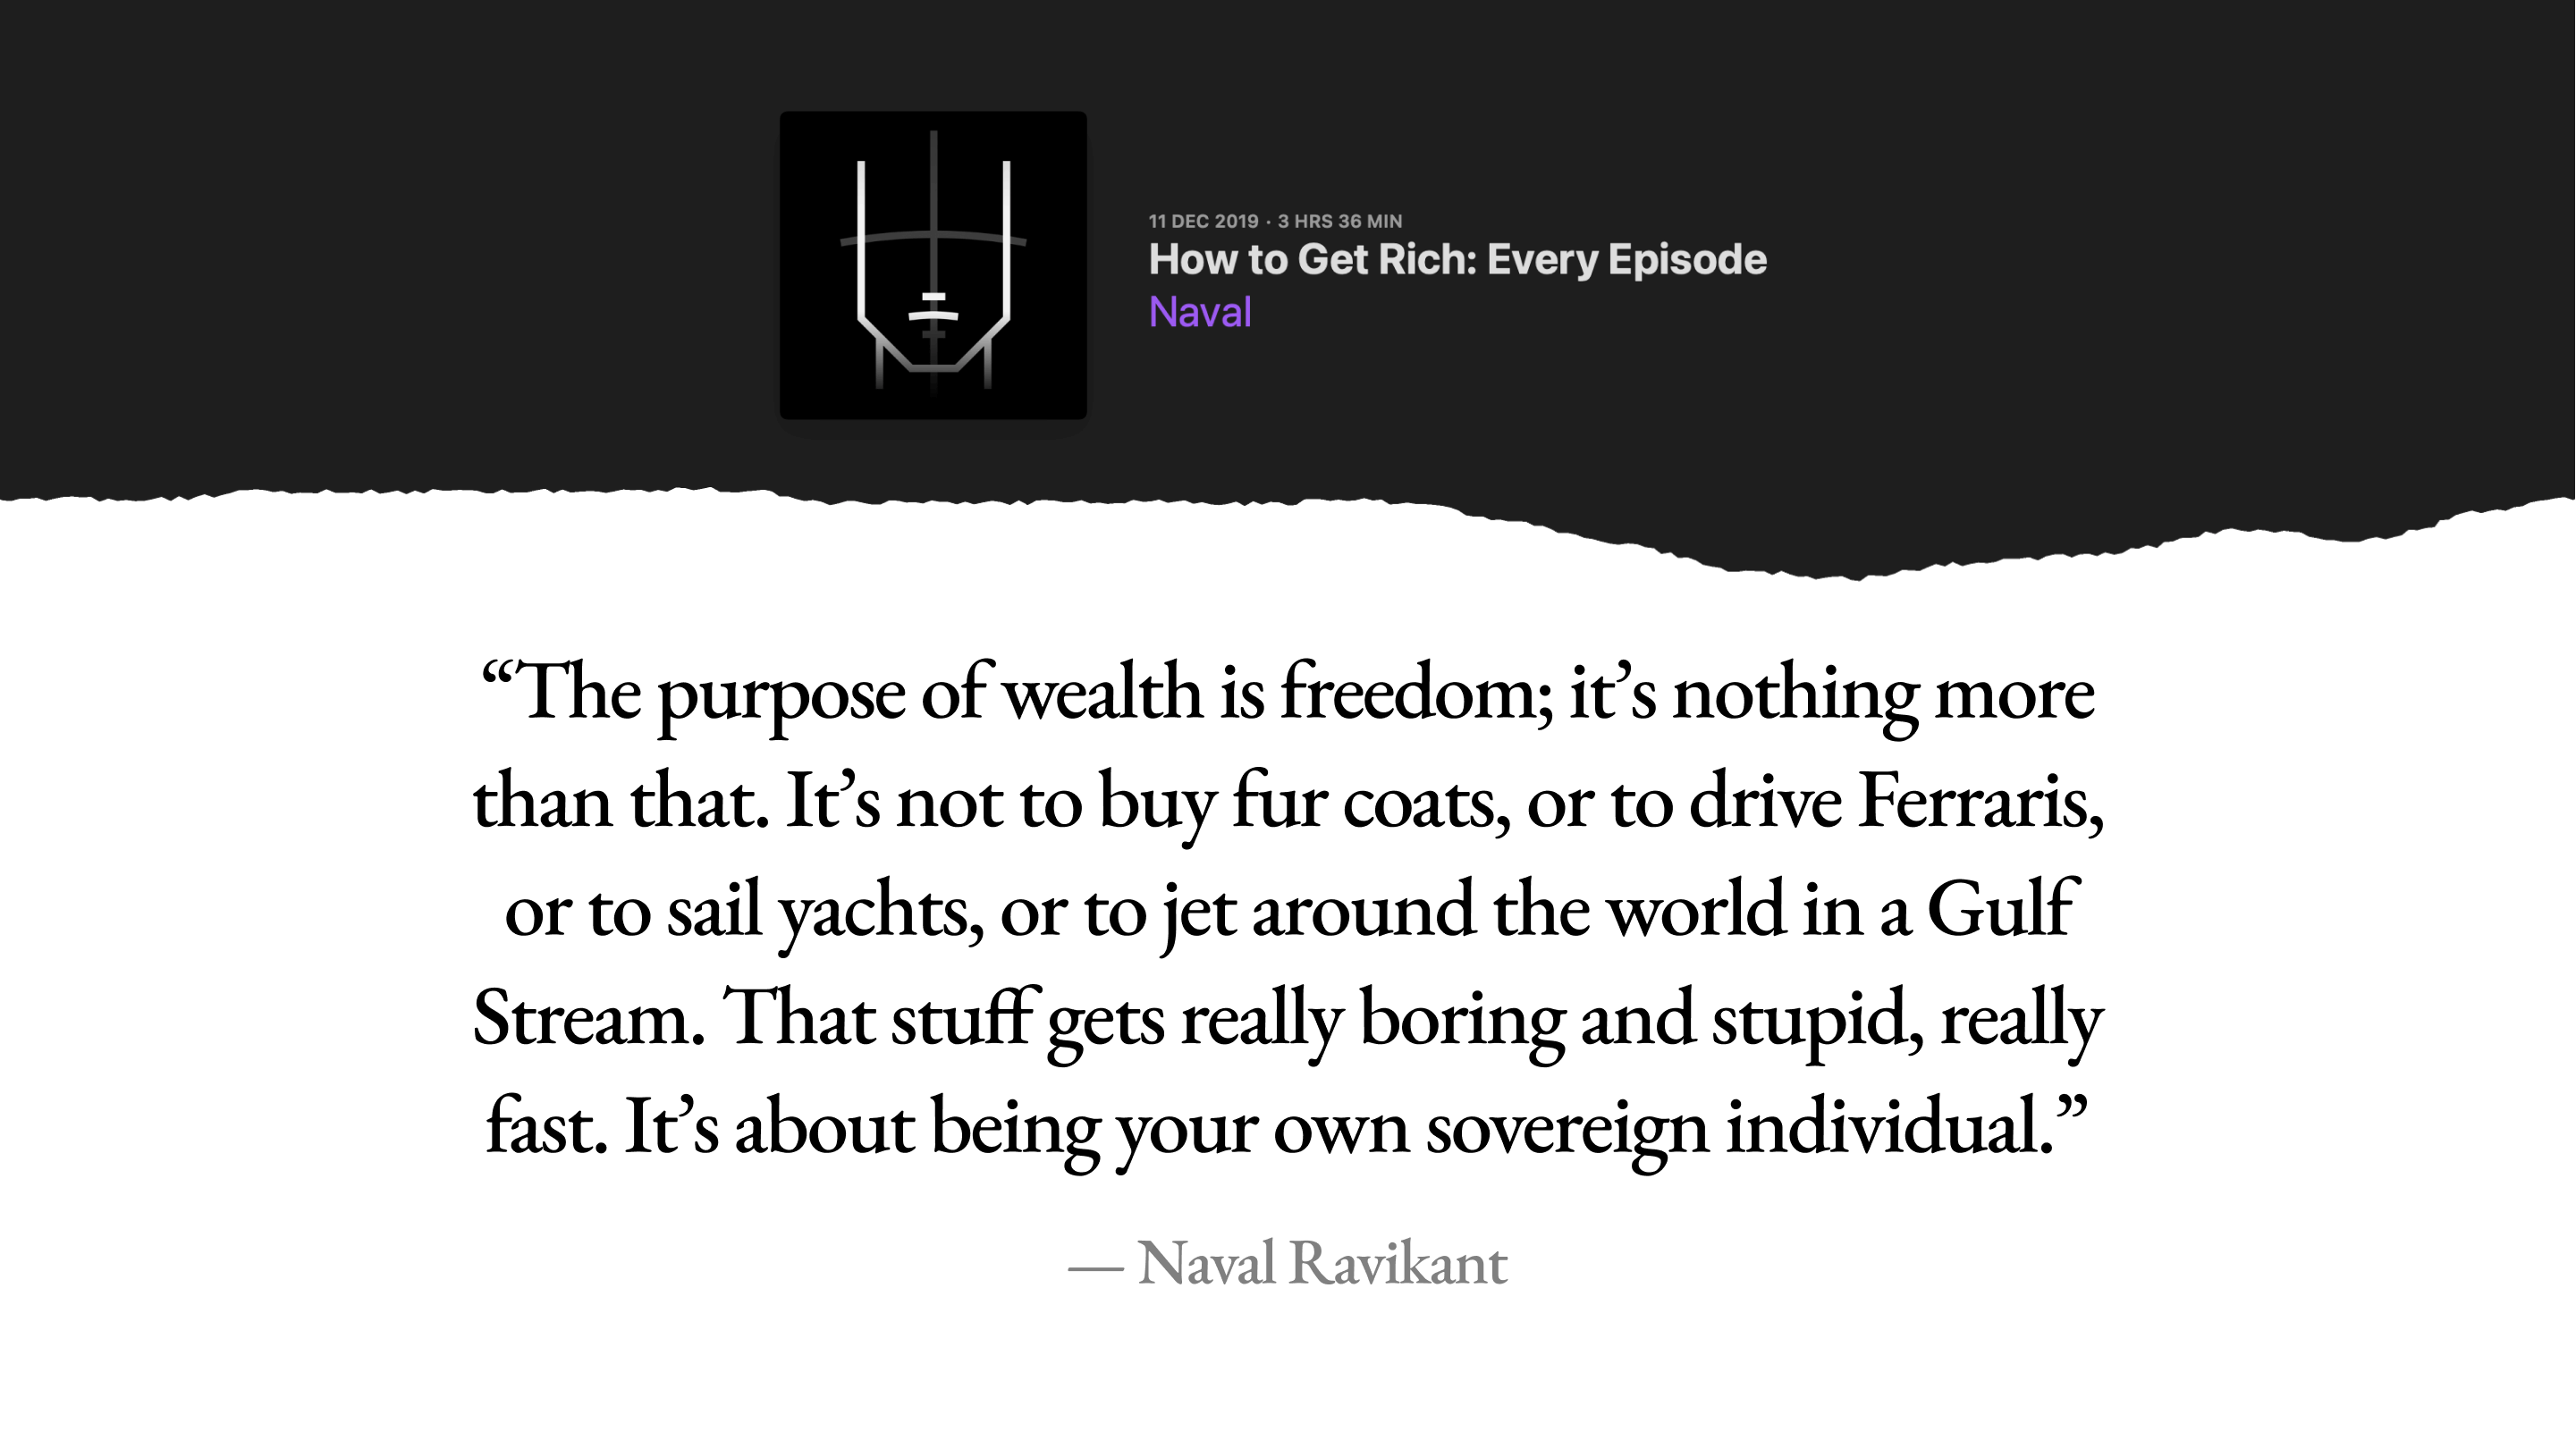 11 DEC 2019 · 3 HRS 36 MIN
How to Get Rich: Every Episode
Naval
“The purpose of wealth is freedom; it’s nothing more
than that. It’s not to buy fur coats, or to drive Ferraris,
or to sail yachts, or to jet around the world in a Gulf
Stream. That stuff gets really boring and stupid, really
fast. It’s about being your own sovereign individual.”
— Naval Ravikant